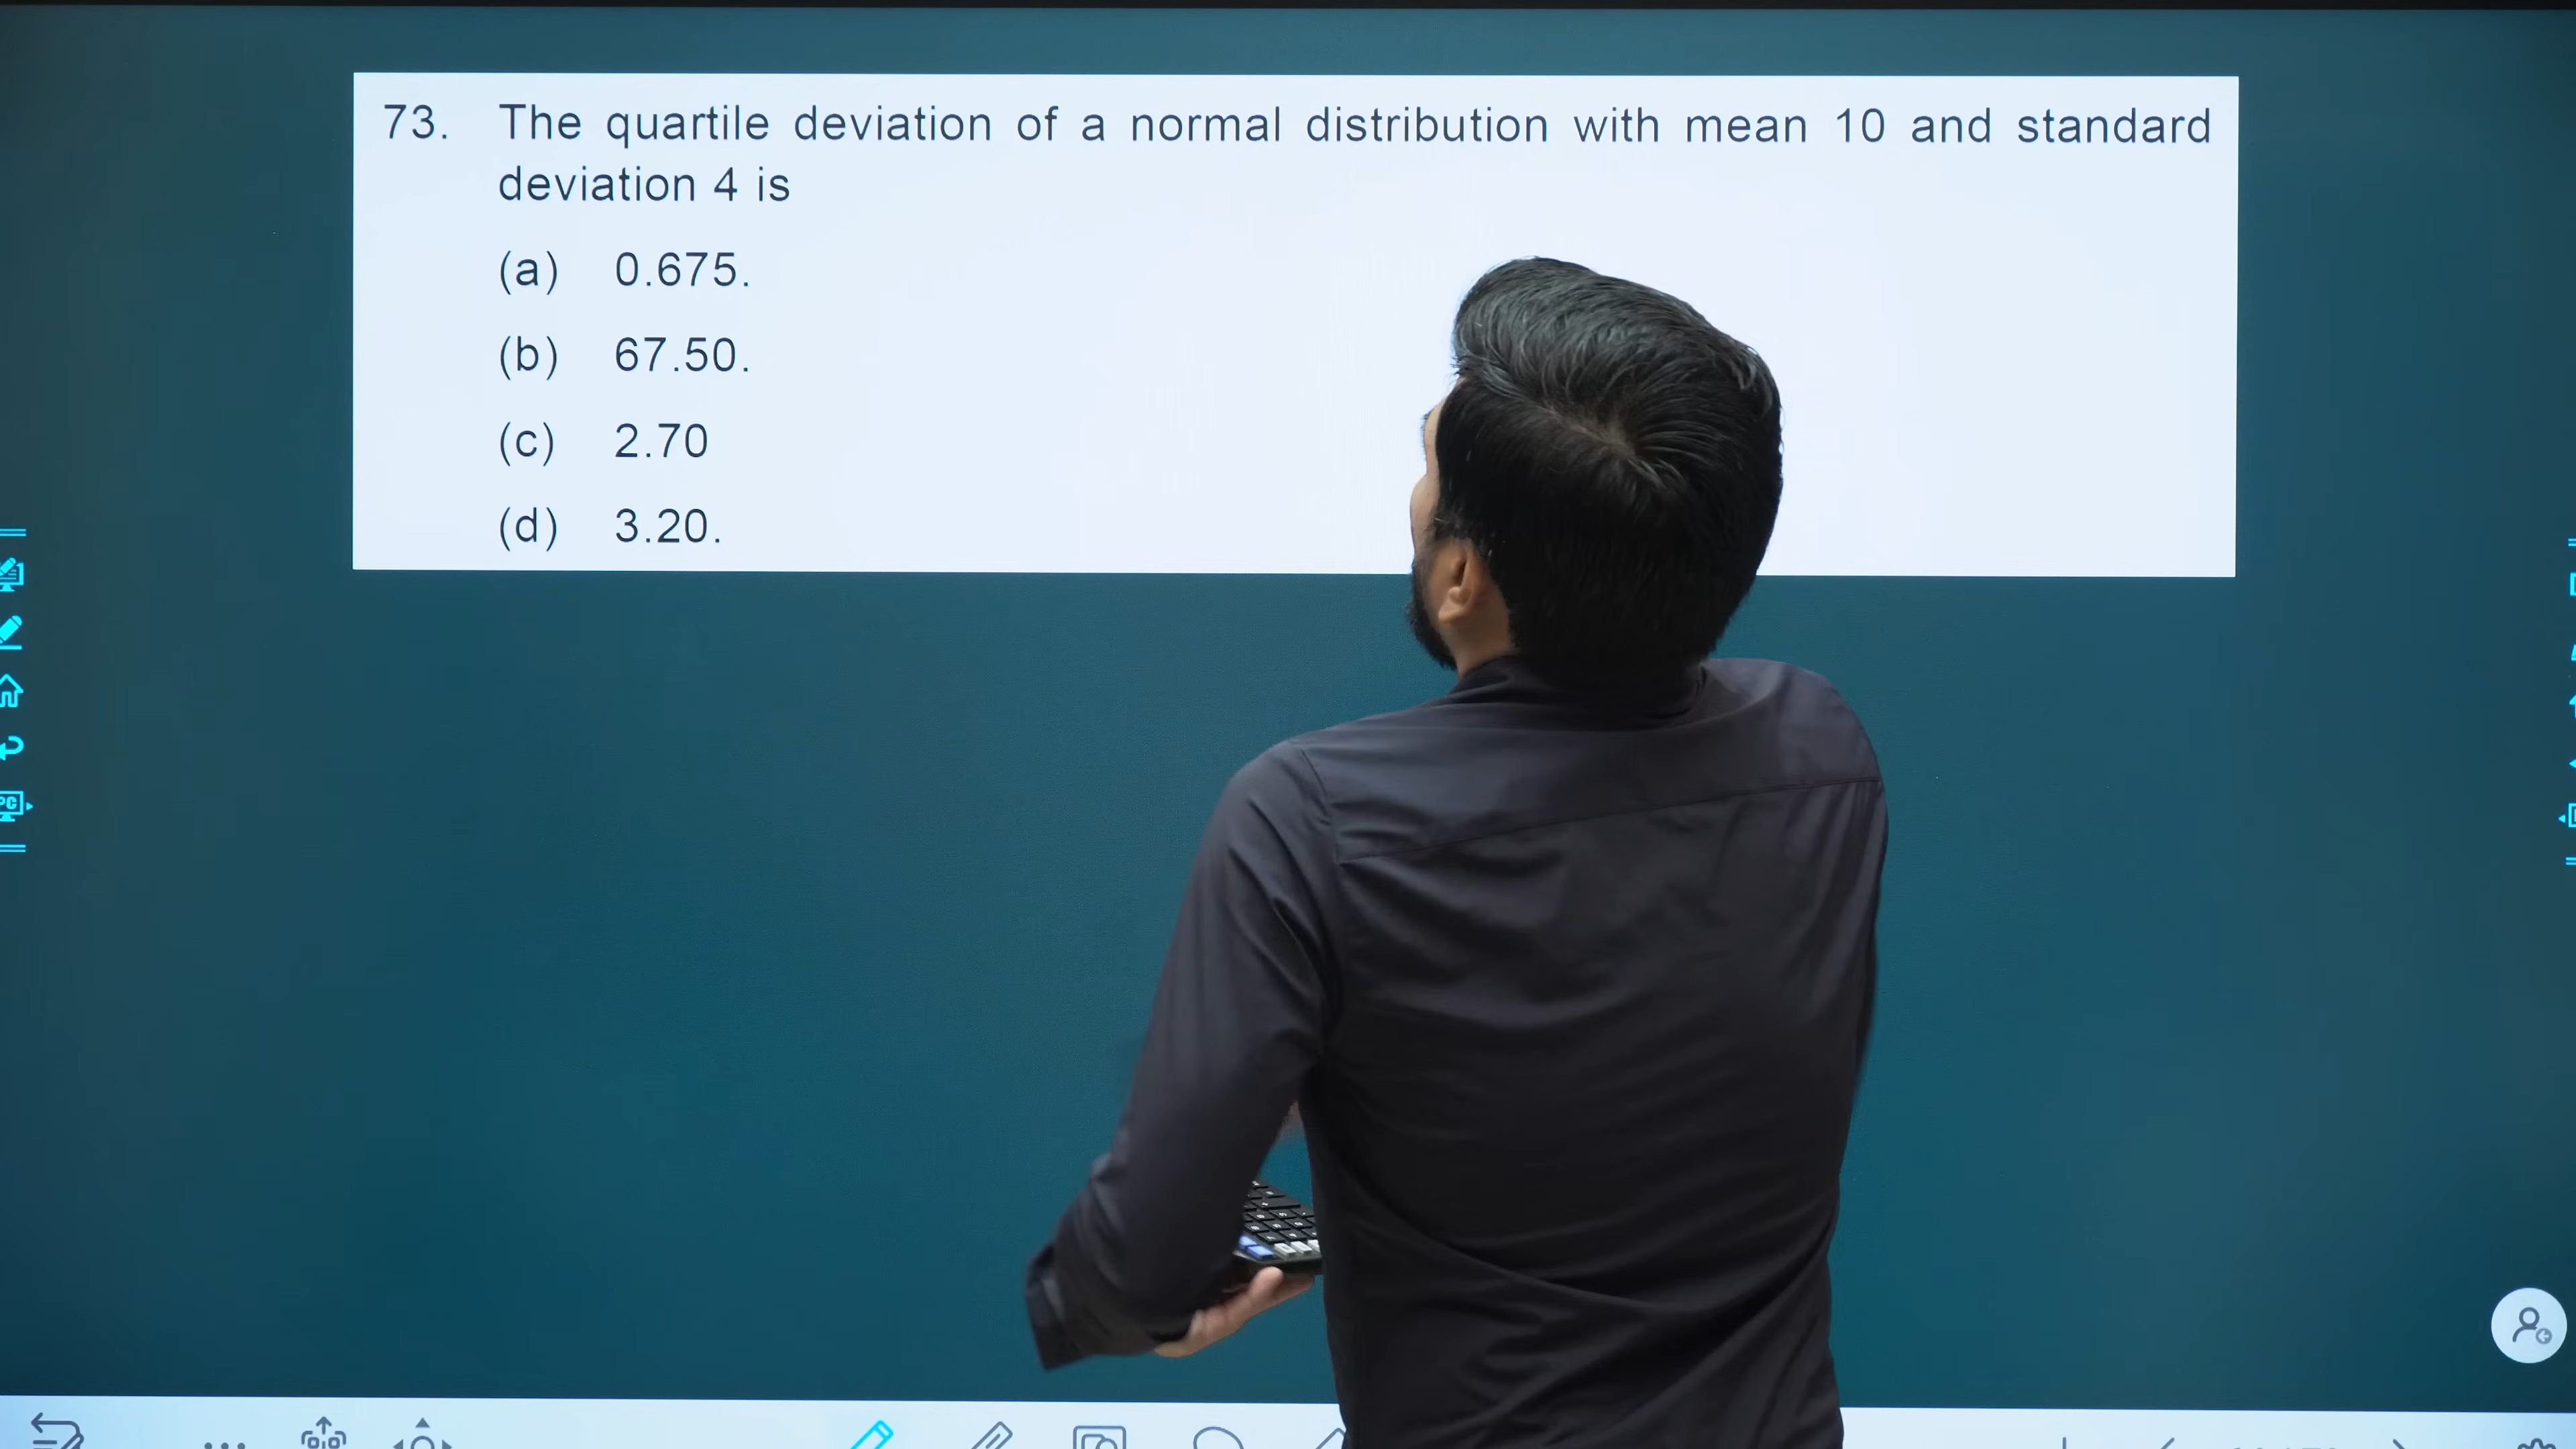 73. The quartile deviation of a normal distribution with mean 10 and standard
deviation 4 is
(a) 0.675.
(b) 67.50.
(c) 2.70
(d) 3.20.
PC